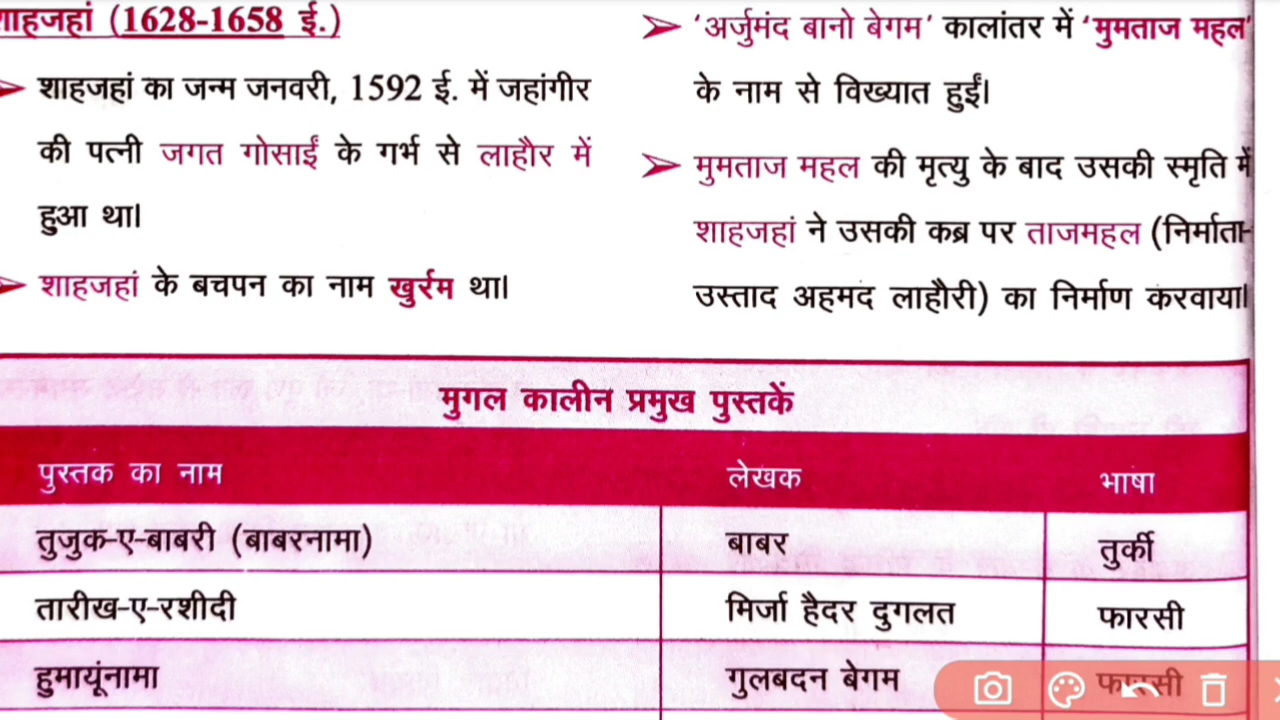 शाहजहां (1628-1658 ई.)
शाहजहां का जन्म जनवरी, 1592 ई. में जहांगीर
की पत्नी जगत गोसाईं के गर्भ से लाहौर में
हुआ था।
शाहजहां के बचपन का नाम खुर्रम था।
'अर्जुमंद बानो बेगम' कालांतर में 'मुमताज महल'
के नाम से विख्यात हुईं।
मुमताज महल की मृत्यु के बाद उसकी स्मृति में
शाहजहां ने उसकी कब्र पर ताजमहल (निर्माता-
उस्ताद अहमद लाहौरी) का निर्माण करवाया।
मुगल कालीन प्रमुख पुस्तकें
पुस्तक का नाम लेखक भाषा
तुजुक-ए-बाबरी (बाबरनामा) बाबर तुर्की
तारीख-ए-रशीदी मिर्जा हैदर दुगलत फारसी
हुमायूंनामा गुलबदन बेगम फारसी